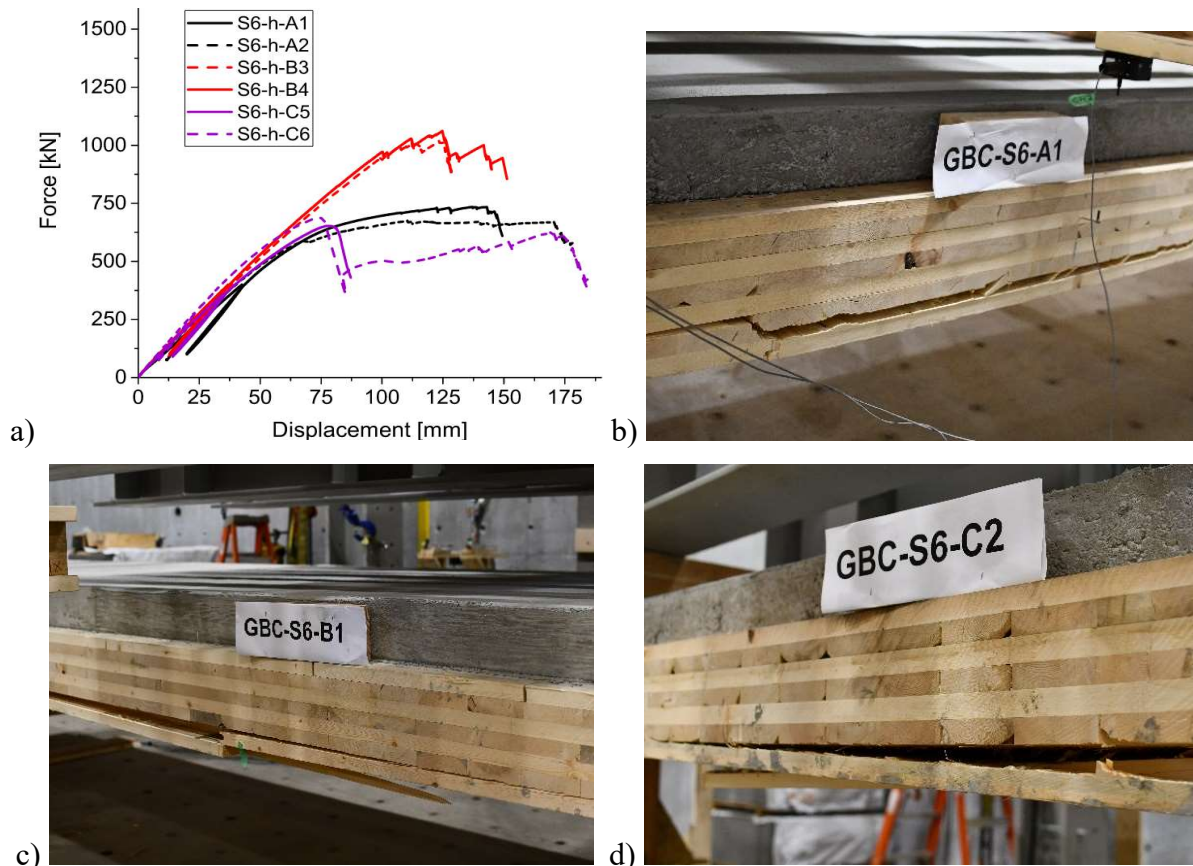 1500
1250
1000
750
500
250
0
Force [kN]
S6-h-A1
S6-h-A2
S6-h-B3
S6-h-B4
S6-h-C5
S6-h-C6
0 25 50 75 100 125 150 175
Displacement [mm]
a)
GBC-S6-A1
b)
GBC-S6-B1
c)
GBC-S6-C2
d)